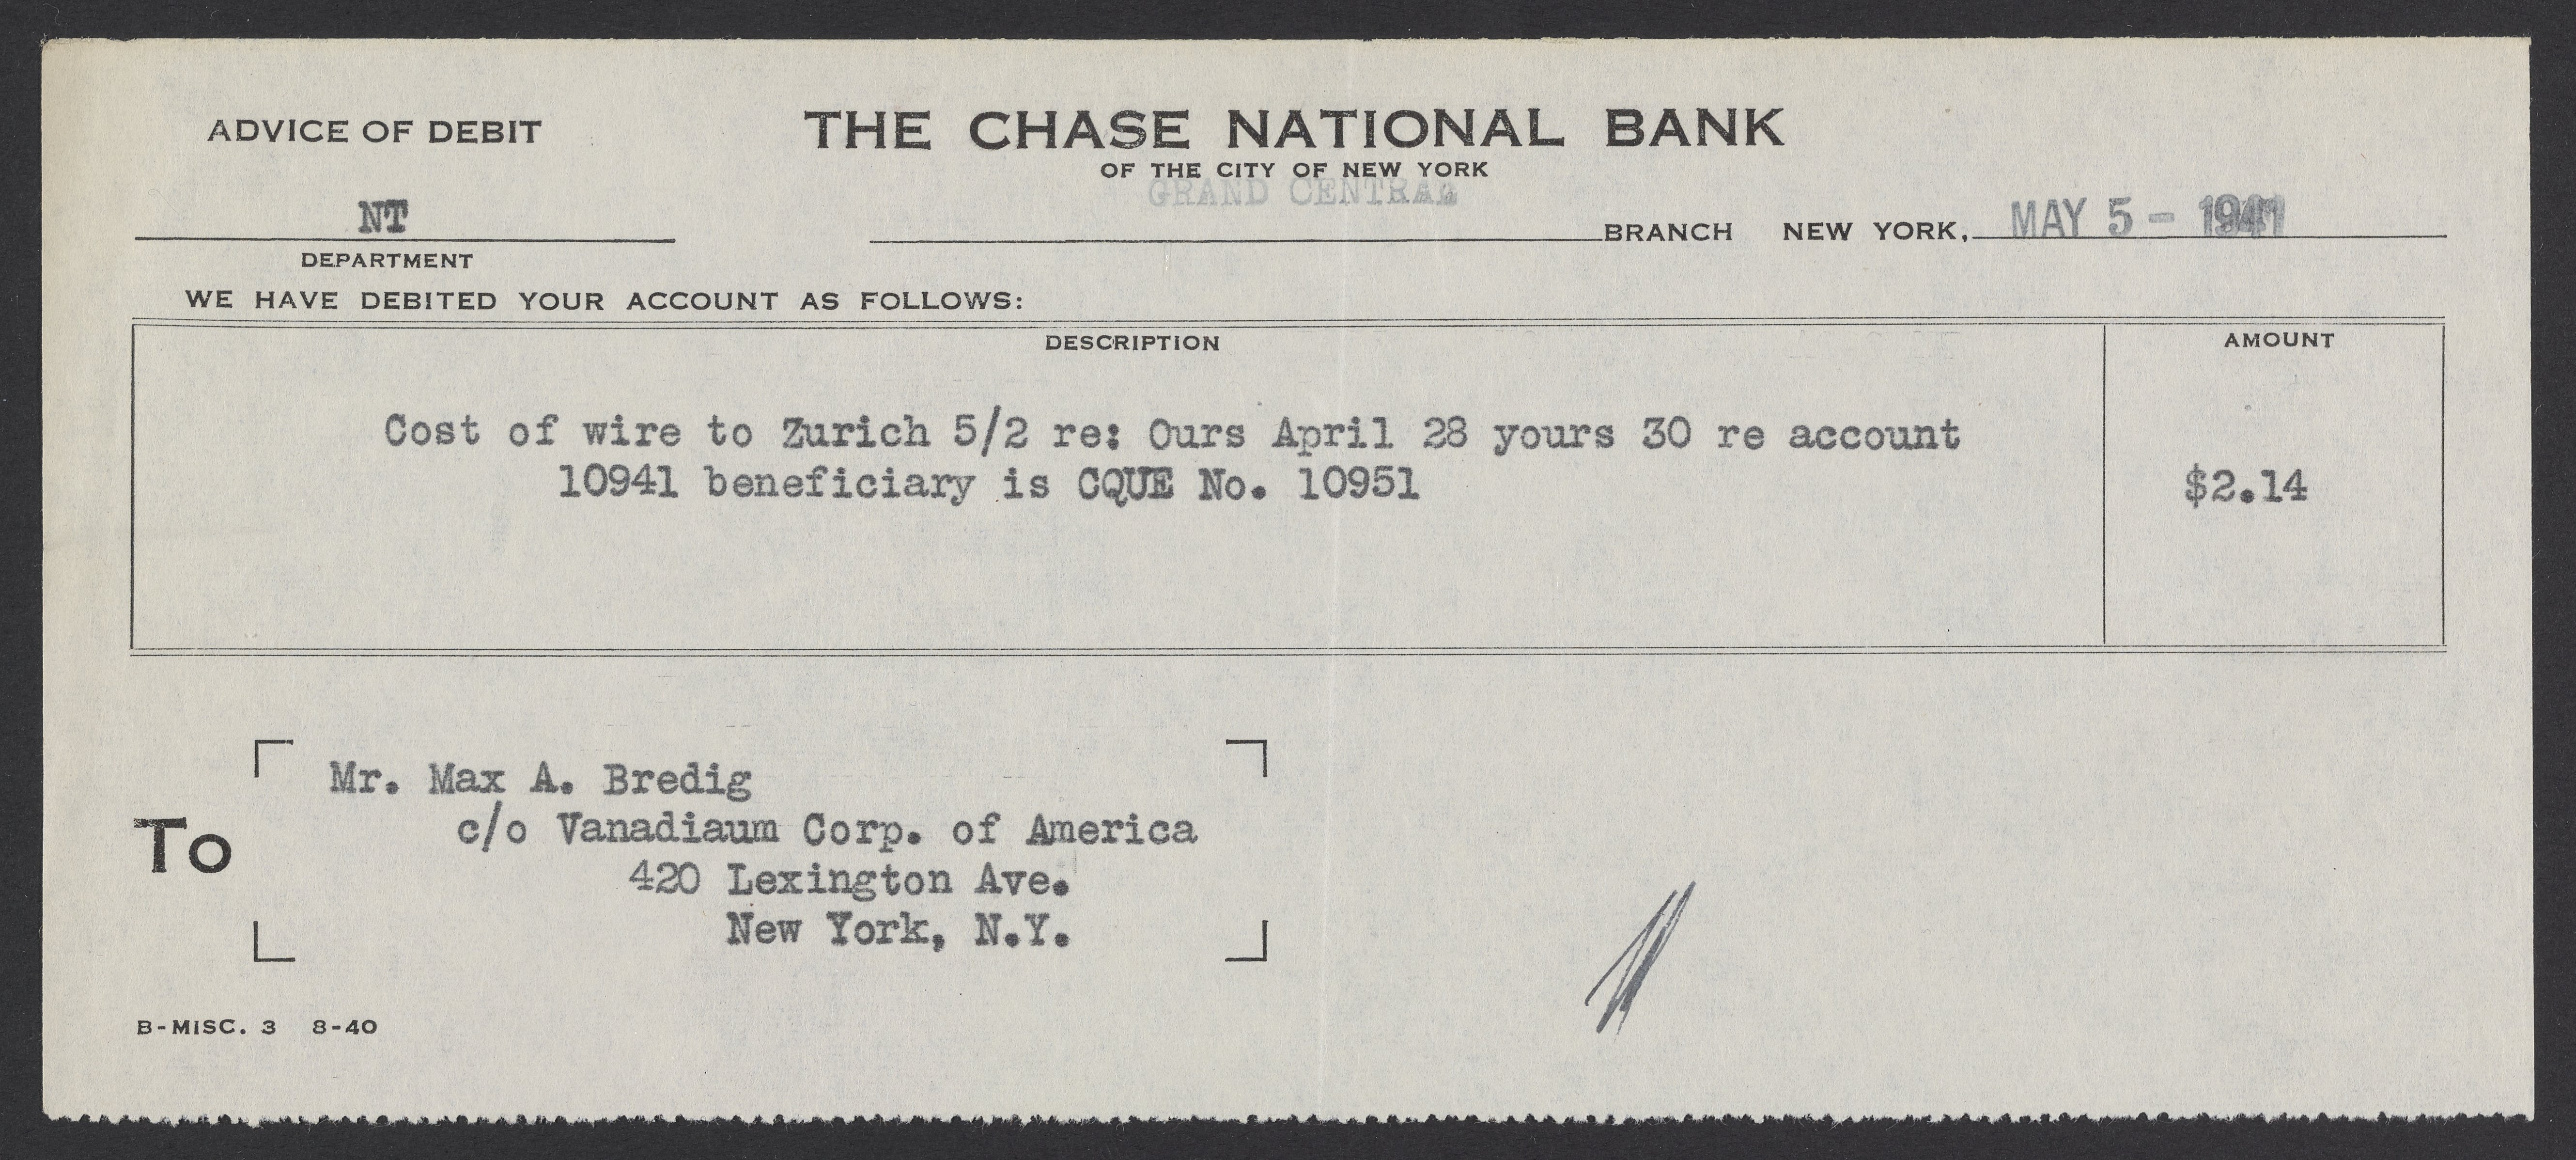 ADVICE OF DEBIT
THE CHASE NATIONAL BANK
OF THE CITY OF NEW YORK
GRAND CENTRAL
NT
BRANCH NEW YORK, MAY 5 - 1941
DEPARTMENT
WE HAVE DEBITED YOUR ACCOUNT AS FOLLOWS:
DESCRIPTION
AMOUNT
Cost of wire to Zurich 5/2 re: Ours April 28 yours 30 re account
10941 beneficiary is CQUE No. 10951
$2.14
To
Mr. Max A. Bredig
c/o Vanadiaum Corp. of America
420 Lexington Ave.
New York, N.Y.
B-MISC. 3 8-40